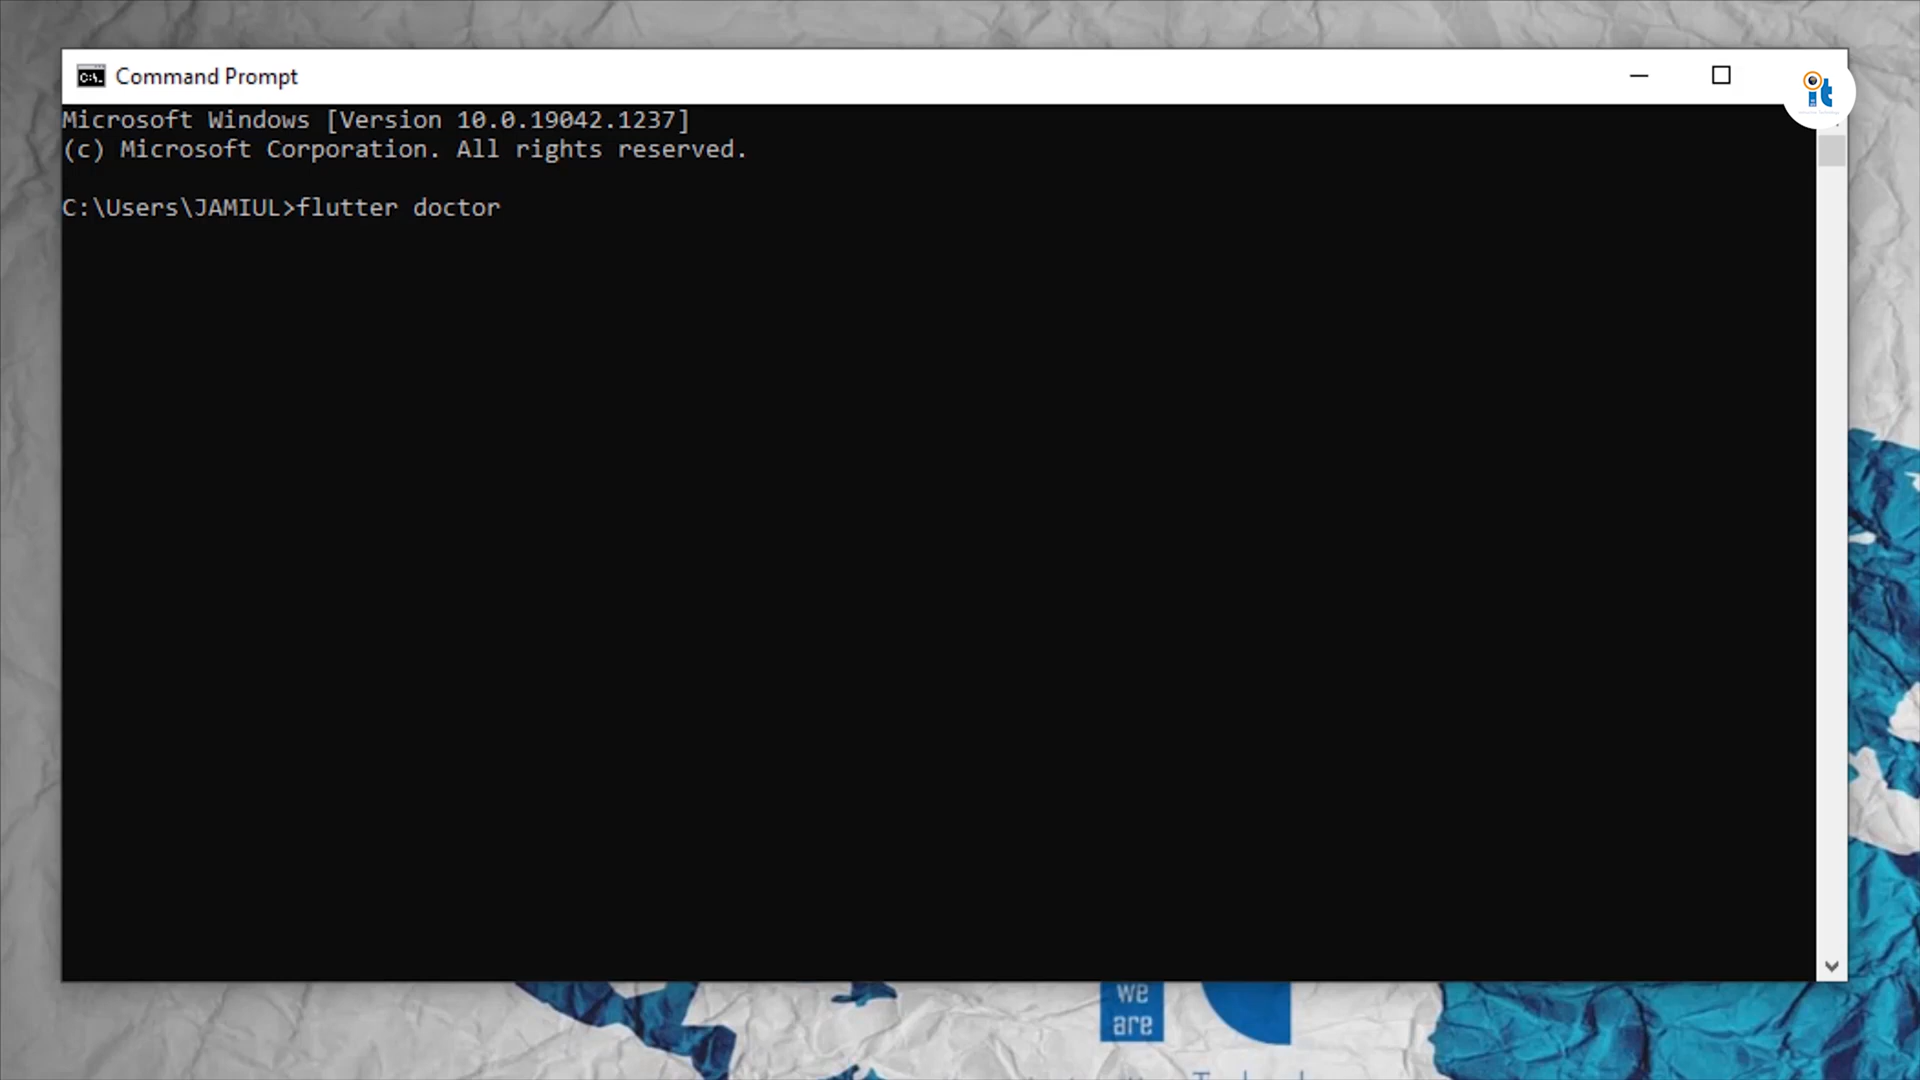 Command Prompt
it
Microsoft Windows [Version 10.0.19042.1237]
(c) Microsoft Corporation. All rights reserved.
C:\Users\JAMIUL>flutter doctor
we
are